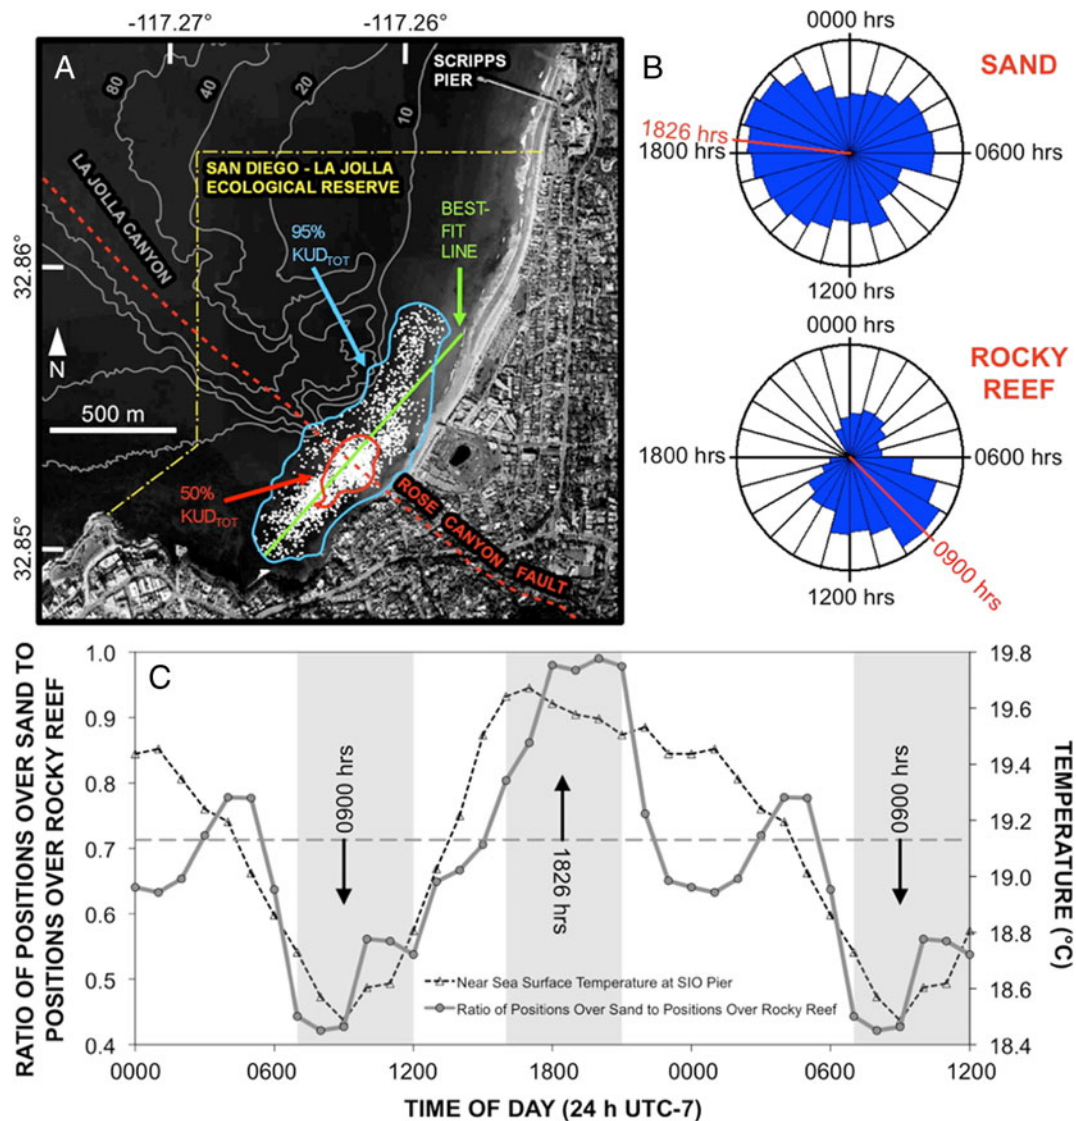 -117.27°
-117.26°
A
SCRIPPS
PIER
80
40
20
10
SAN DIEGO - LA JOLLA
ECOLOGICAL RESERVE
LA JOLLA CANYON
95%
KUDTOT
BEST-
FIT
LINE
32.86°
N
500 m
50%
KUDTOT
ROSE CANYON FAULT
32.85°
B
0000 hrs
SAND
1826 hrs
1800 hrs
0600 hrs
1200 hrs
0000 hrs
ROCKY
REEF
1800 hrs
0600 hrs
0900 hrs
1200 hrs
C
RATIO OF POSITIONS OVER SAND TO
POSITIONS OVER ROCKY REEF
1.0
0.9
0.8
0.7
0.6
0.5
0.4
0900 hrs
1826 hrs
0900 hrs
Near Sea Surface Temperature at SIO Pier
Ratio of Positions Over Sand to Positions Over Rocky Reef
19.8
19.6
19.4
19.2
19.0
18.8
18.6
18.4
TEMPERATURE (°C)
00000 0600 1200 1800 0000 0600 1200
TIME OF DAY (24 h UTC-7)